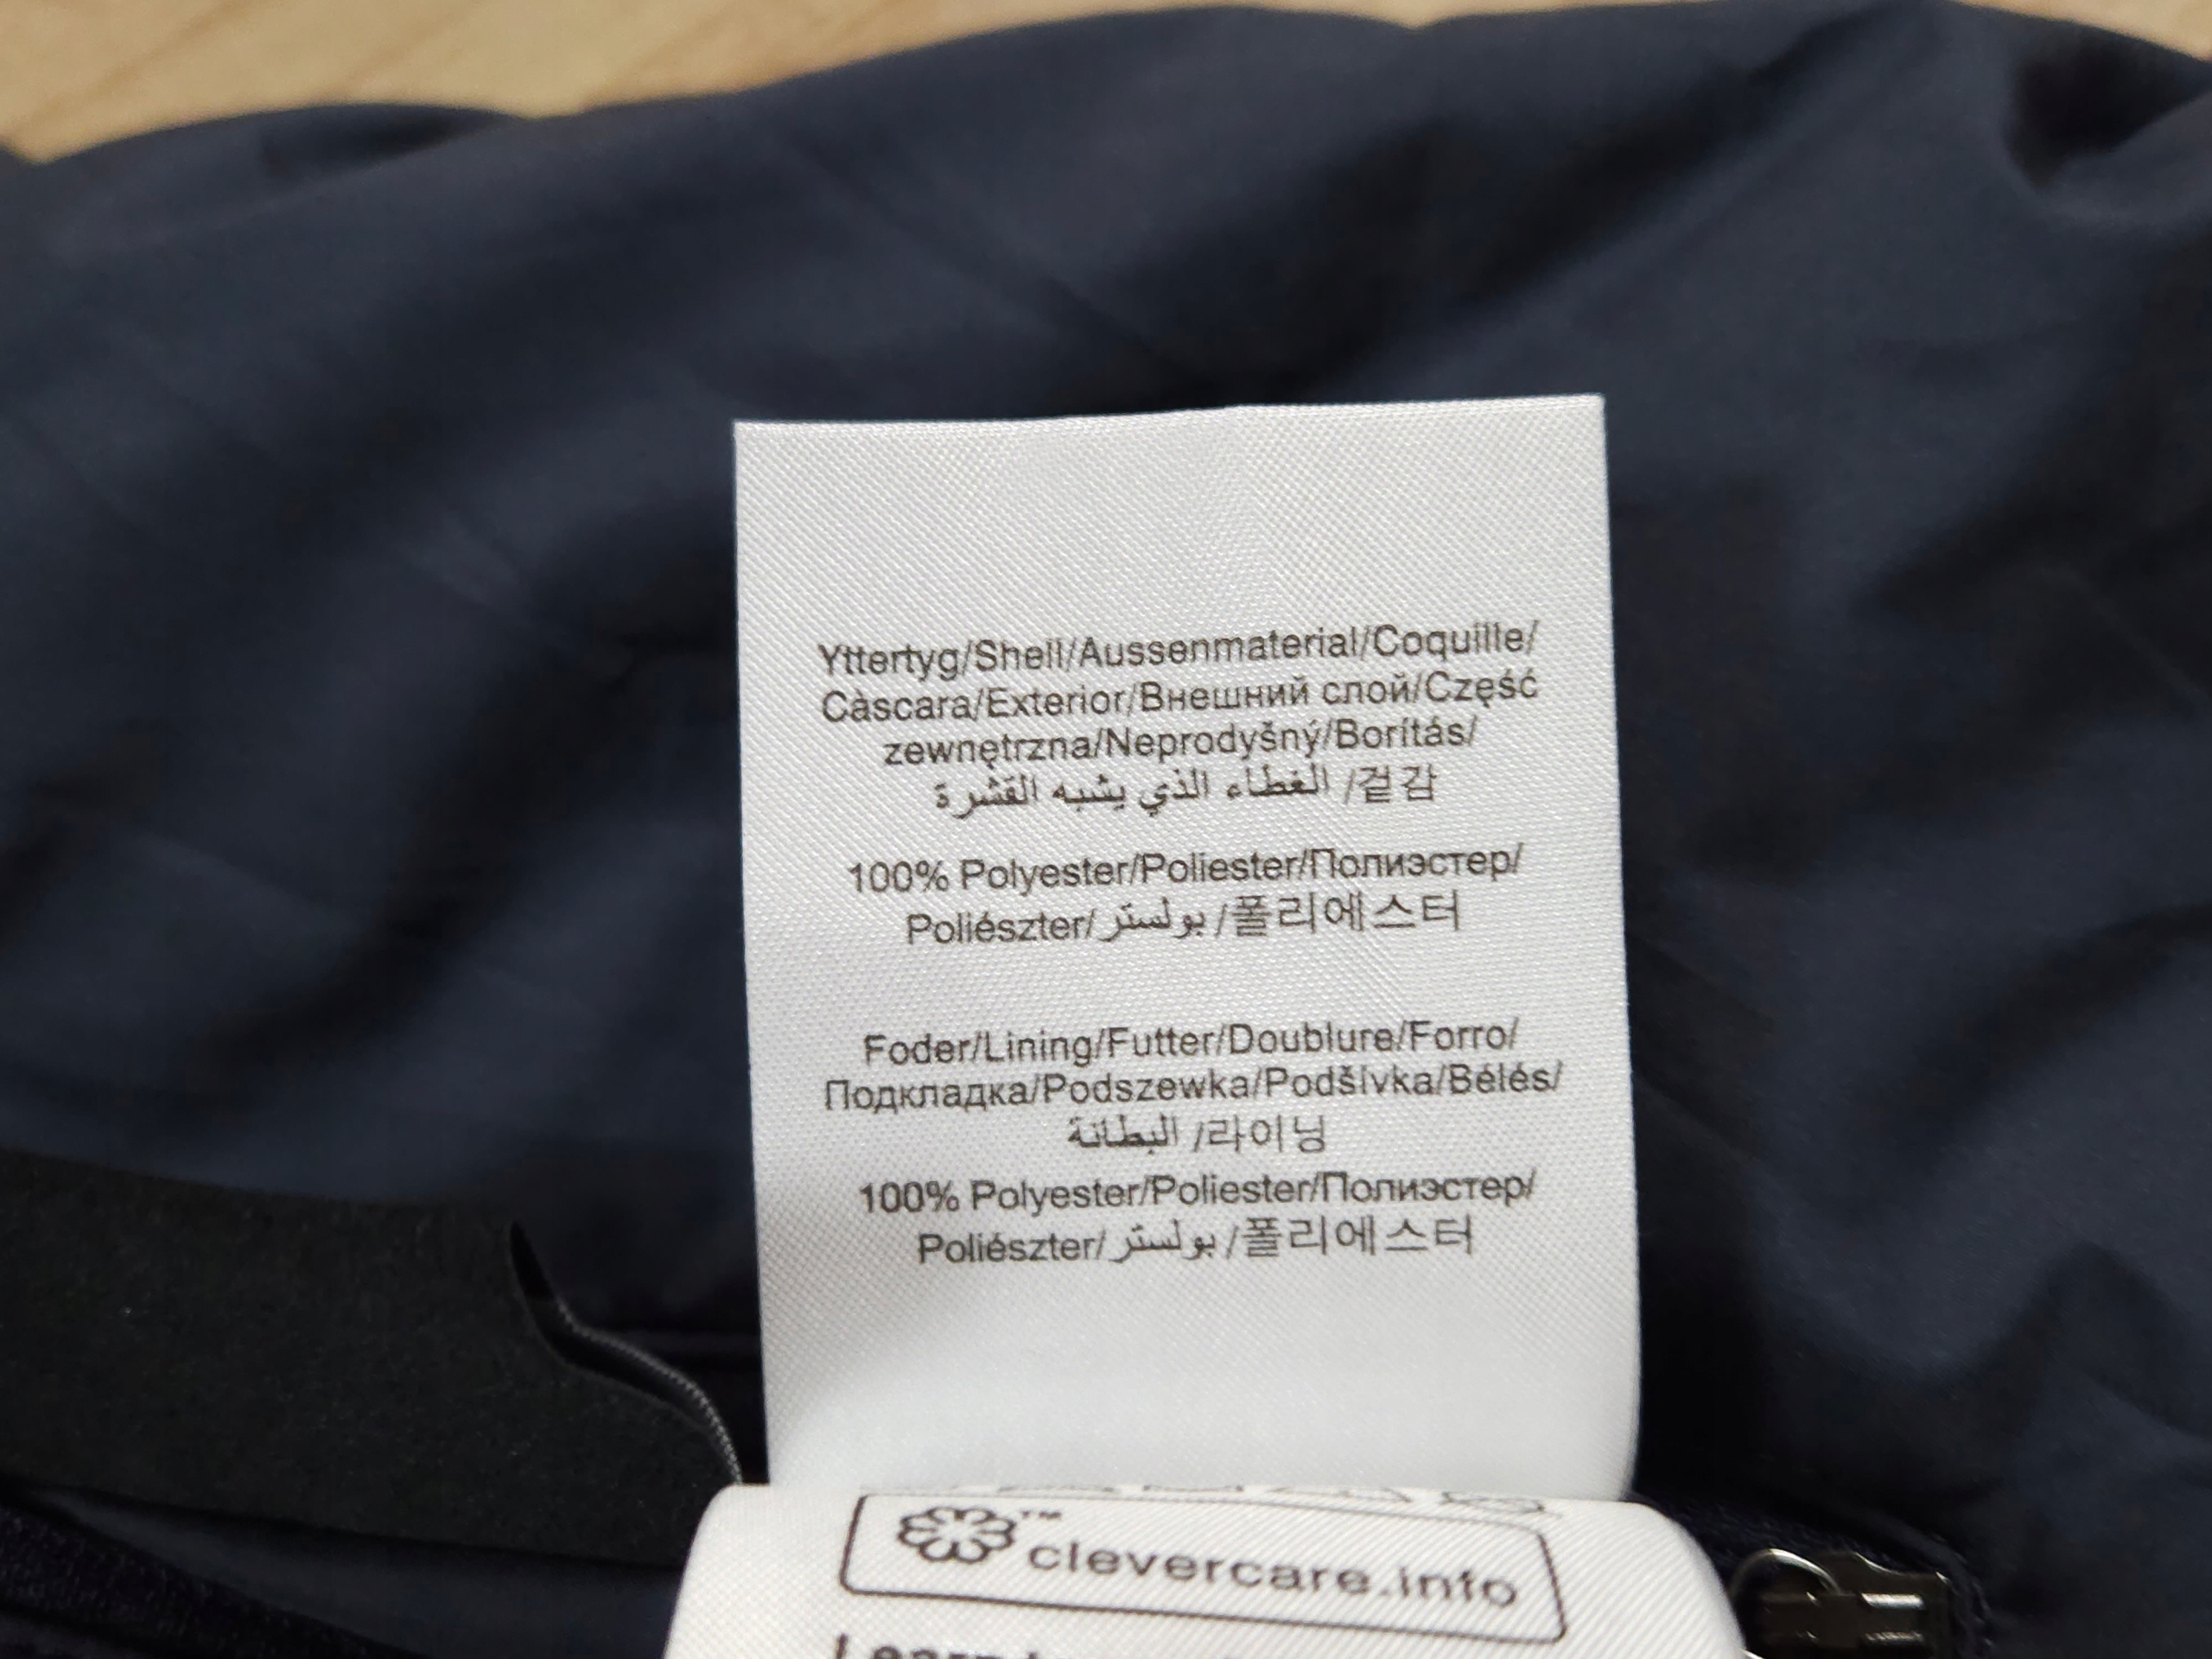 Yttertyg/Shell/Aussenmaterial/Coquille/
Càscara/Exterior/Внешний слой/Część
zewnętrzna/Neprodyšný/Borítás/
الغطاء الذي يشبه القشرة /겉감
100% Polyester/Poliester/Полиэстер/
Poliészter/بولستر /폴리에스터
Foder/Lining/Futter/Doublure/Forro/
Подкладка/Podszewka/Podšívka/Bélés/
البطانة /라이닝
100% Polyester/Poliester/Полиэстер/
Poliészter/بولستر /폴리에스터
™ clevercare.info